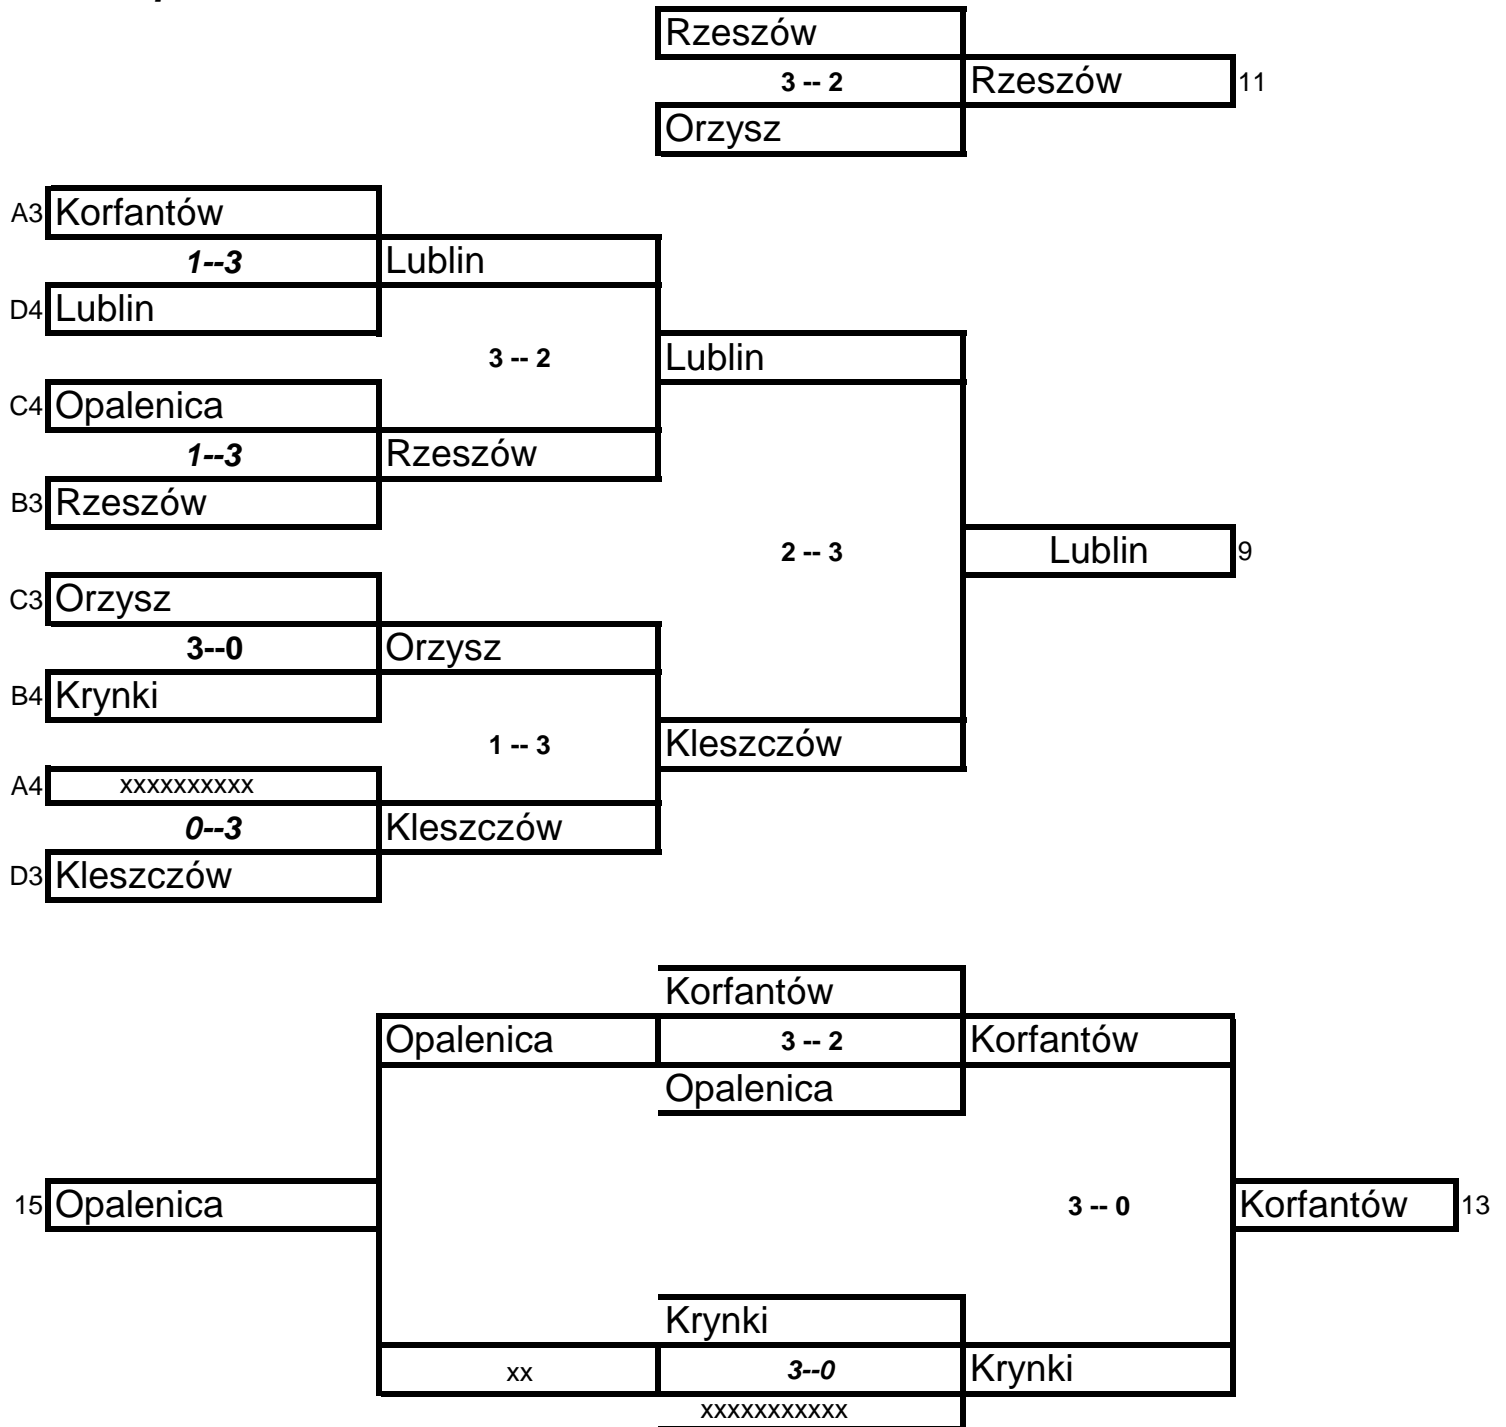 Rzeszów
3 -- 2 Rzeszów 11
Orzysz
A3 Korfantów
1--3 Lublin
D4 Lublin
3 -- 2 Lublin
C4 Opalenica
1--3 Rzeszów
B3 Rzeszów
2 -- 3 Lublin 9
C3 Orzysz
3--0 Orzysz
B4 Krynki
1 -- 3 Kleszczów
A4 xxxxxxxxxx
0--3 Kleszczów
D3 Kleszczów
Korfantów
Opalenica 3 -- 2 Korfantów
Opalenica
15 Opalenica 3 -- 0 Korfantów 13
Krynki
xx 3--0 Krynki
xxxxxxxxxxx